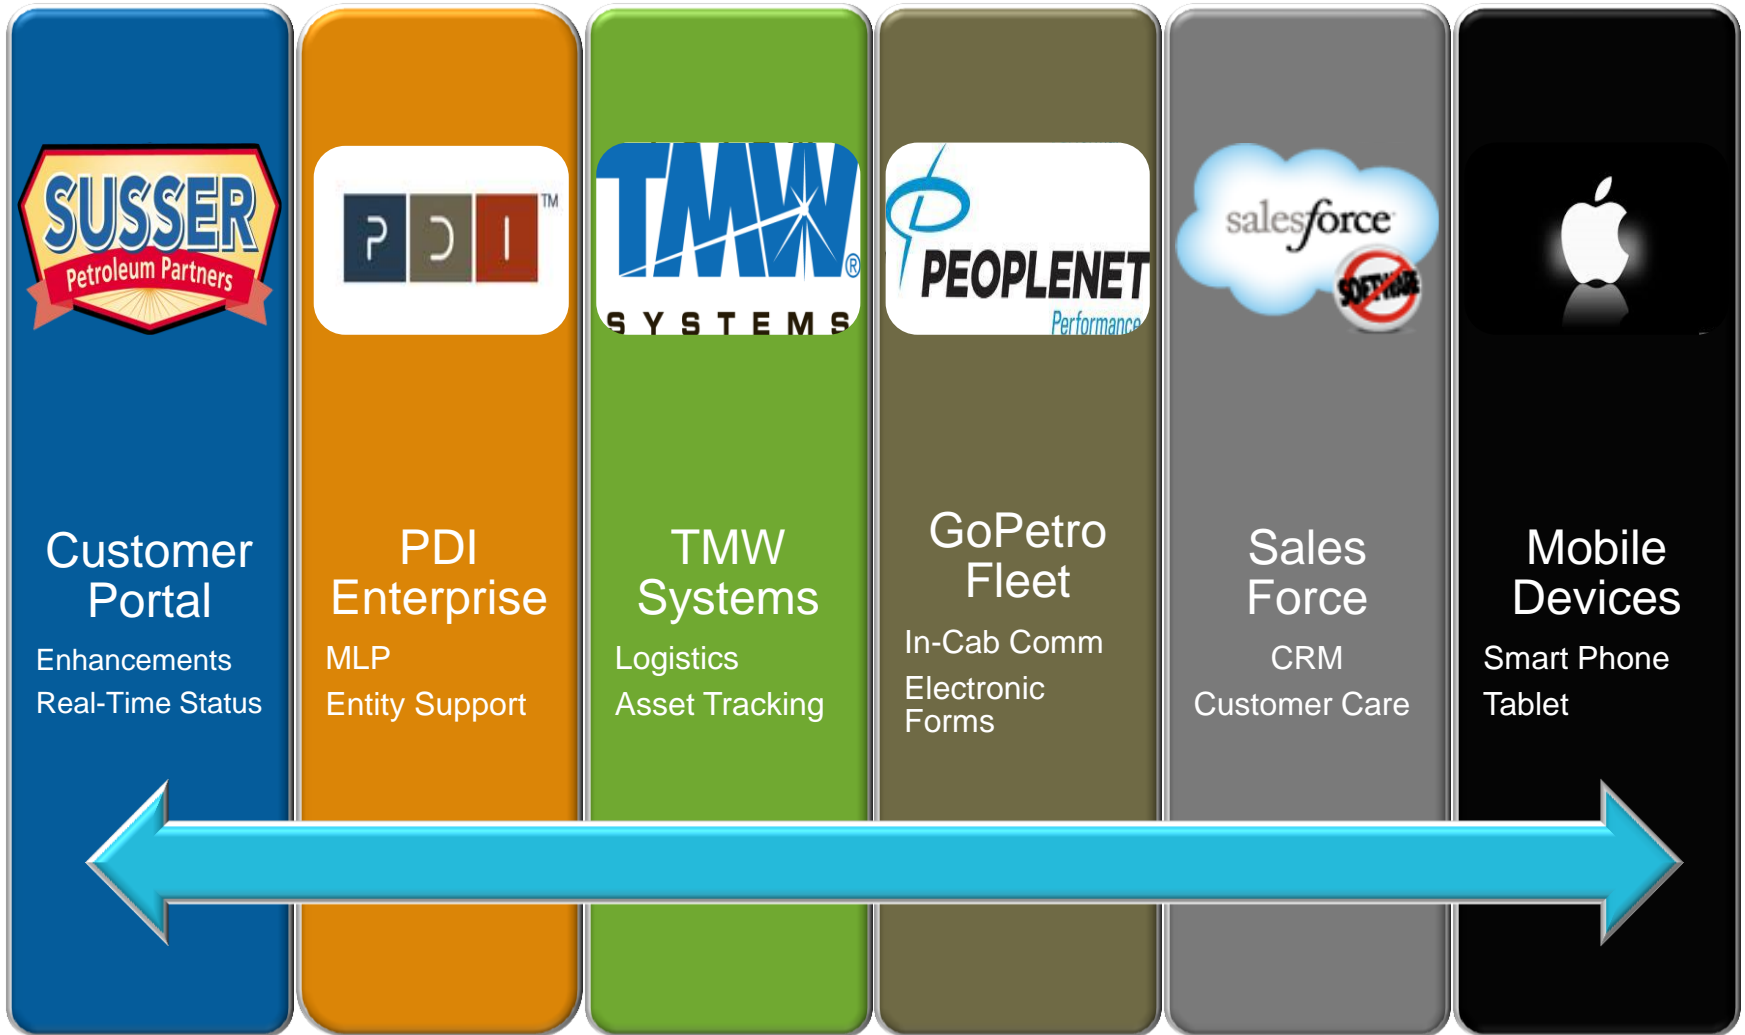 SUSSER
Petroleum Partners
PDI
TM
TMW
®
SYSTEMS
PEOPLENET
Performance
salesforce
SOFTWARE
Customer
Portal
Enhancements
Real-Time Status
PDI
Enterprise
MLP
Entity Support
TMW
Systems
Logistics
Asset Tracking
GoPetro
Fleet
In-Cab Comm
Electronic
Forms
Sales
Force
CRM
Customer Care
Mobile
Devices
Smart Phone
Tablet